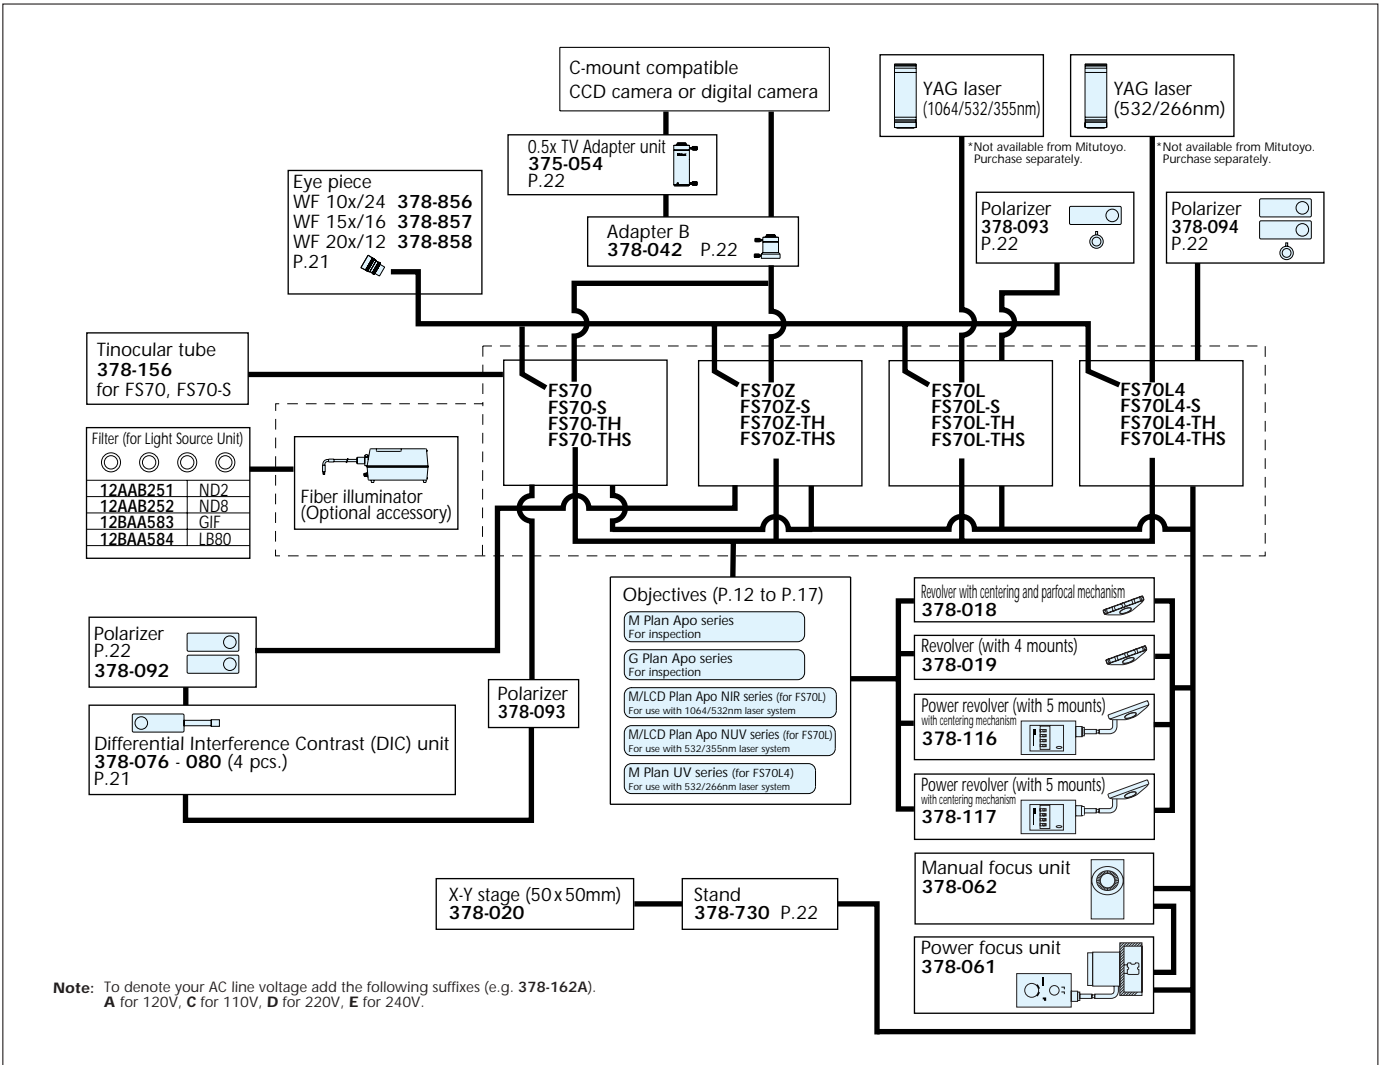 C-mount compatible
CCD camera or digital camera
YAG laser
(1064/532/355nm)
*Not available from Mitutoyo.
Purchase separately.
YAG laser
(532/266nm)
*Not available from Mitutoyo.
Purchase separately.
0.5x TV Adapter unit
375-054
P.22
Eye piece
WF 10x/24 378-856
WF 15x/16 378-857
WF 20x/12 378-858
P.21
Adapter B
378-042 P.22
Polarizer
378-093
P.22
Polarizer
378-094
P.22
Tinocular tube
378-156
for FS70, FS70-S
FS70
FS70-S
FS70-TH
FS70-THS
FS70Z
FS70Z-S
FS70Z-TH
FS70Z-THS
FS70L
FS70L-S
FS70L-TH
FS70L-THS
FS70L4
FS70L4-S
FS70L4-TH
FS70L4-THS
Filter (for Light Source Unit)
12AAB251 ND2
12AAB252 ND8
12BAA583 GIF
12BAA584 LB80
Fiber illuminator
(Optional accessory)
Objectives (P.12 to P.17)
M Plan Apo series
For inspection
G Plan Apo series
For inspection
M/LCD Plan Apo NIR series (for FS70L)
For use with 1064/532nm laser system
M/LCD Plan Apo NUV series (for FS70L)
For use with 532/355nm laser system
M Plan UV series (for FS70L4)
For use with 532/266nm laser system
Revolver with centering and parfocal mechanism
378-018
Revolver (with 4 mounts)
378-019
Power revolver (with 5 mounts)
with centering mechanism
378-116
Power revolver (with 5 mounts)
with centering mechanism
378-117
Polarizer
P.22
378-092
Polarizer
378-093
Differential Interference Contrast (DIC) unit
378-076 - 080 (4 pcs.)
P.21
Manual focus unit
378-062
X-Y stage (50x50mm)
378-020
Stand
378-730 P.22
Power focus unit
378-061
Note: To denote your AC line voltage add the following suffixes (e.g. 378-162A).
A for 120V, C for 110V, D for 220V, E for 240V.